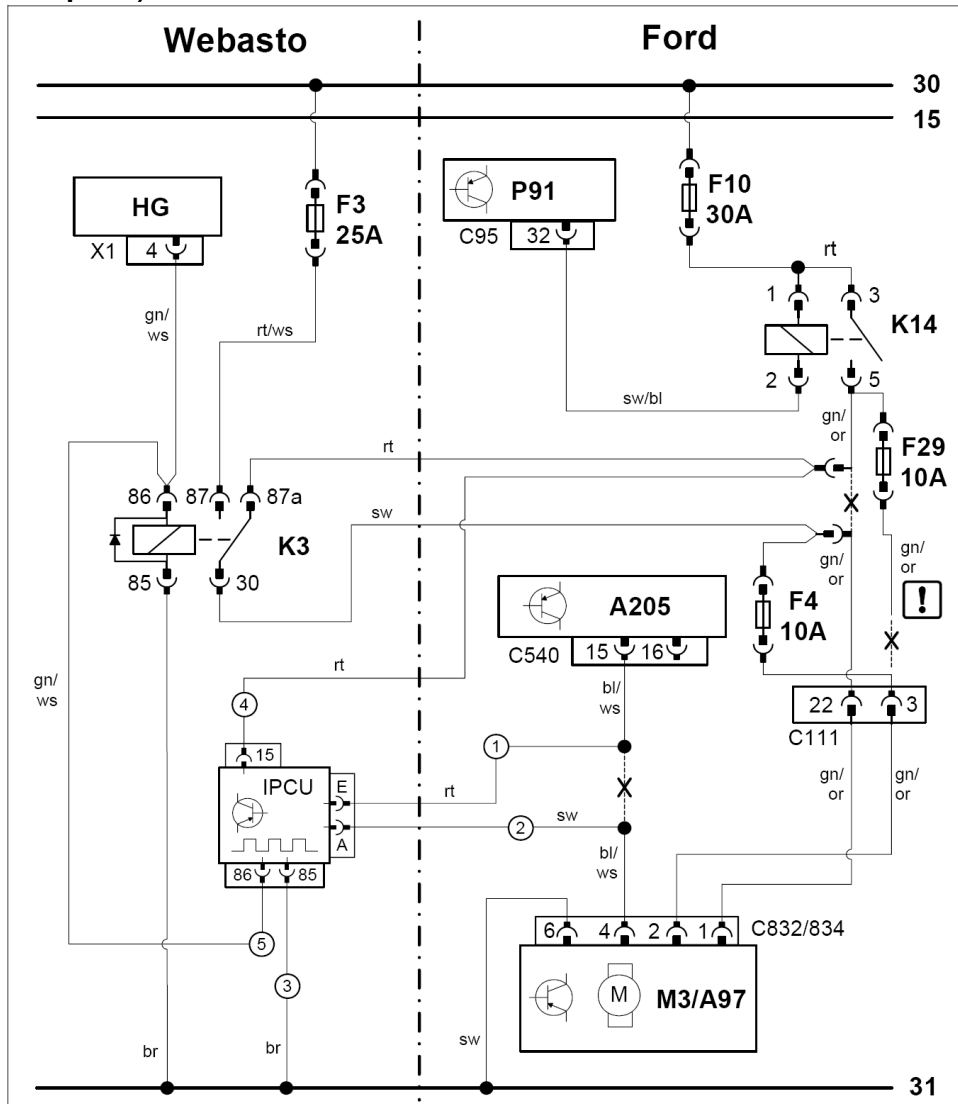 Webasto
Ford
30
15
HG
X1
4
F3
25A
P91
C95
32
F10
30A
rt
gn/
ws
rt/ws
1
3
K14
2
5
sw/bl
gn/
or
F29
10A
rt
86
87
87a
sw
K3
85
30
gn/
or
gn/
or
!
F4
10A
A205
C540
15
16
rt
gn/
ws
4
bl/
ws
22
3
C111
1
15
IPCU
E
rt
A
2
sw
gn/
or
gn/
or
86
85
bl/
ws
5
6
4
2
1
C832/834
3
M
M3/A97
br
br
sw
31